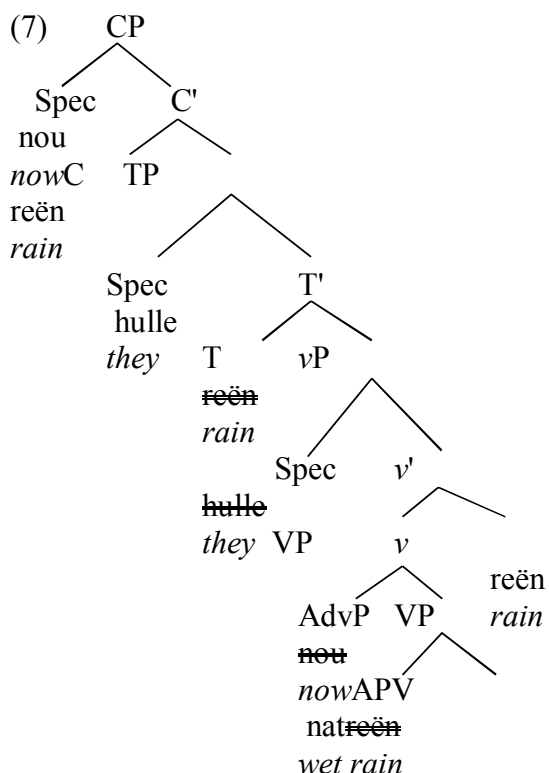 (7) CP
Spec C'
nou
nowC TP
reën
rain
Spec T'
hulle
they T vP
reën
rain
Spec v'
hulle
they VP v
reën
AdvP VP rain
nou
nowAPV
natreën
wet rain